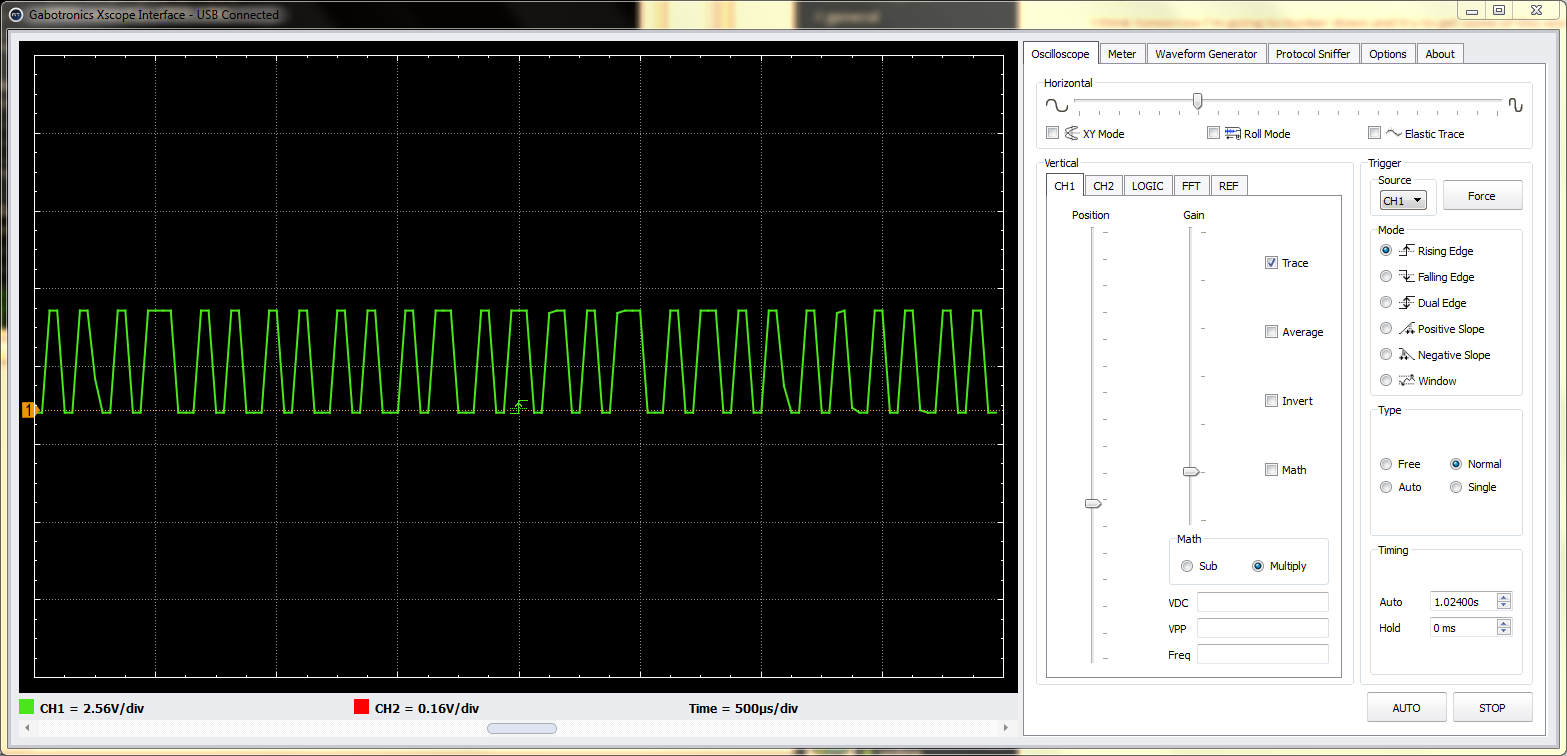 Gabotronics Xscope Interface - USB Connected
general
Oscilloscope Meter Waveform Generator Protocol Sniffer Options About
Horizontal
XY Mode Roll Mode Elastic Trace
Vertical
CH1 CH2 LOGIC FFT REF
Position Gain
Trace
Average
Invert
Math
Math
Sub Multiply
VDC
VPP
Freq
Trigger
Source
CH1 Force
Mode
Rising Edge
Falling Edge
Dual Edge
Positive Slope
Negative Slope
Window
Type
Free Normal
Auto Single
Timing
Auto 1.02400s
Hold 0 ms
AUTO STOP
1
CH1 = 2.56V/div CH2 = 0.16V/div Time = 500µs/div